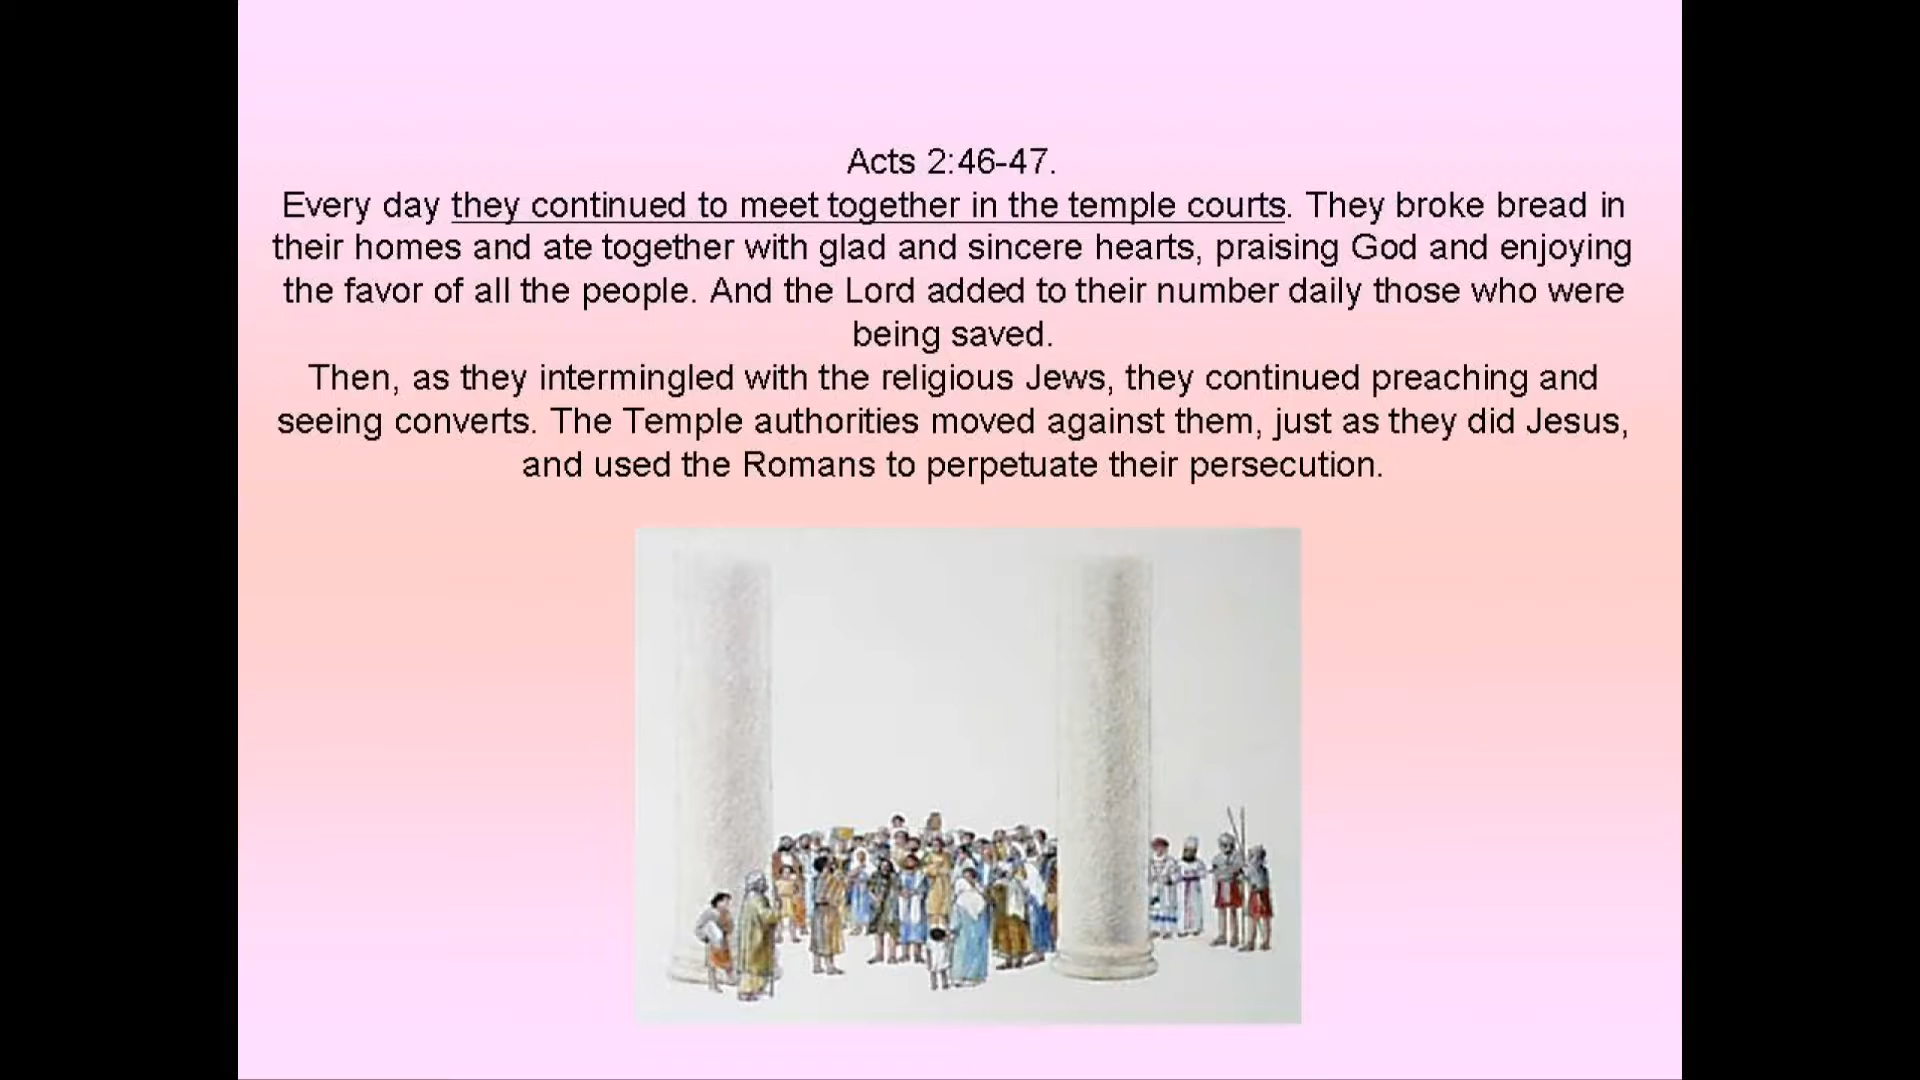 Acts 2:46-47.
Every day they continued to meet together in the temple courts. They broke bread in
their homes and ate together with glad and sincere hearts, praising God and enjoying
the favor of all the people. And the Lord added to their number daily those who were
being saved.
Then, as they intermingled with the religious Jews, they continued preaching and
seeing converts. The Temple authorities moved against them, just as they did Jesus,
and used the Romans to perpetuate their persecution.